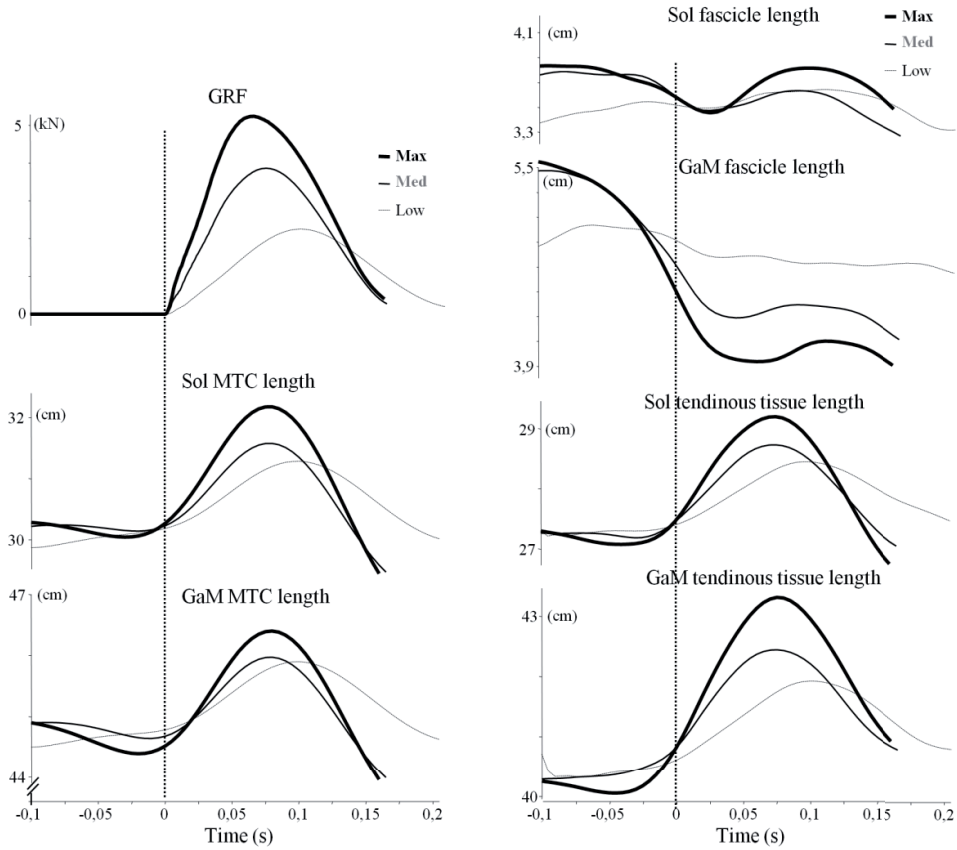 GRF
5 (kN)
Max
Med
Low
0
Sol MTC length
32 (cm)
30
GaM MTC length
47 (cm)
44
-0,1 -0,05 0 0,05 0,1 0,15 0,2
Time (s)
Sol fascicle length
4,1 (cm)
Max
Med
Low
3,3
GaM fascicle length
5,5
(cm)
3,9
Sol tendinous tissue length
29 (cm)
27
GaM tendinous tissue length
43 (cm)
40
-0,1 -0,05 0 0,05 0,1 0,15 0,2
Time (s)